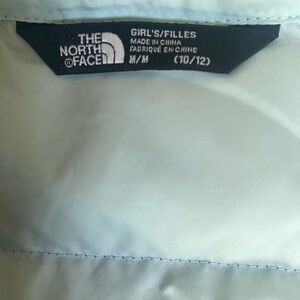 THE
NORTH
©FACE
GIRL'S/FILLES
MADE IN CHINA
FABRIQUÉ EN CHINE
M/M (10/12)